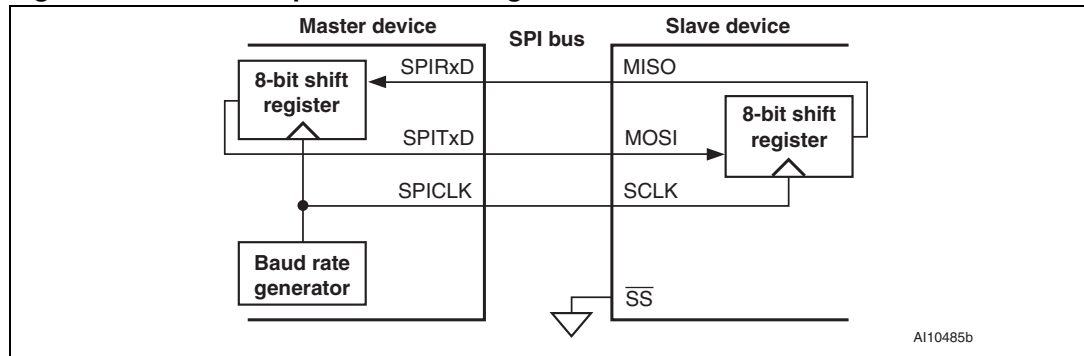 Master device
SPI bus
Slave device
SPIRxD
MISO
8-bit shift
register
8-bit shift
register
SPITxD
MOSI
SPICLK
SCLK
Baud rate
generator
SS
AI10485b